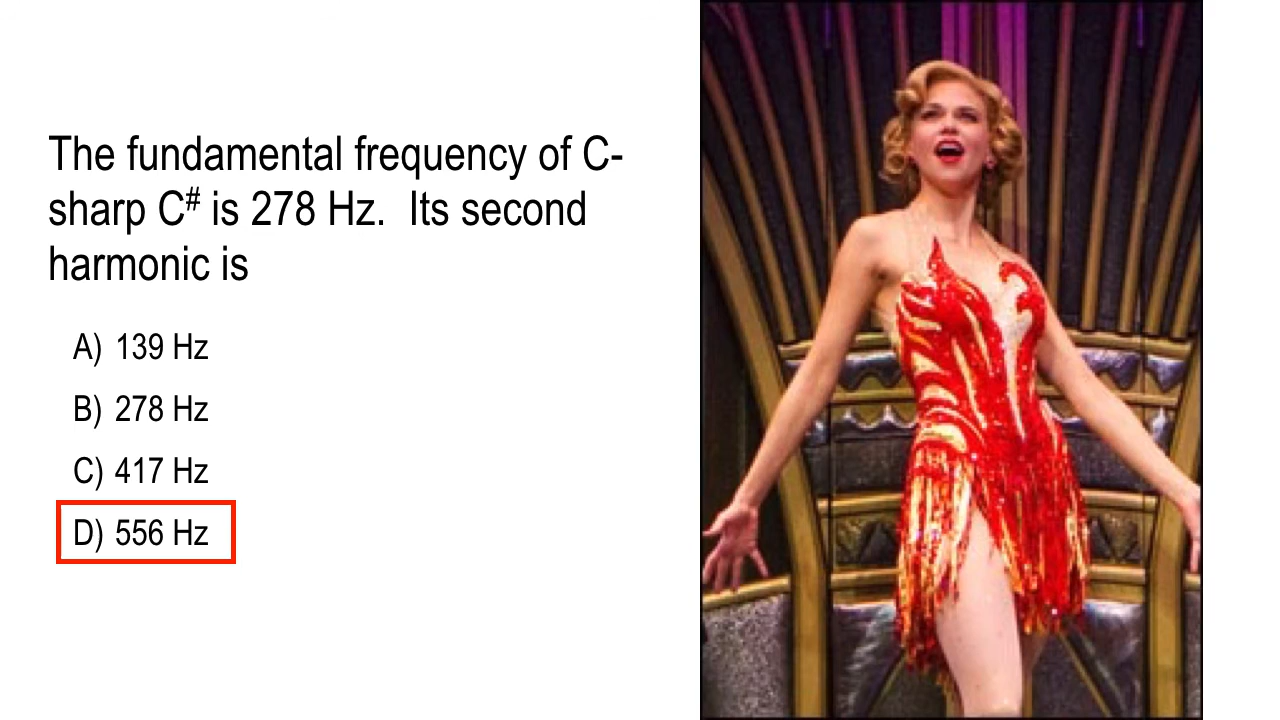 The fundamental frequency of C-
sharp C# is 278 Hz.  Its second
harmonic is
A) 139 Hz
B) 278 Hz
C) 417 Hz
D) 556 Hz